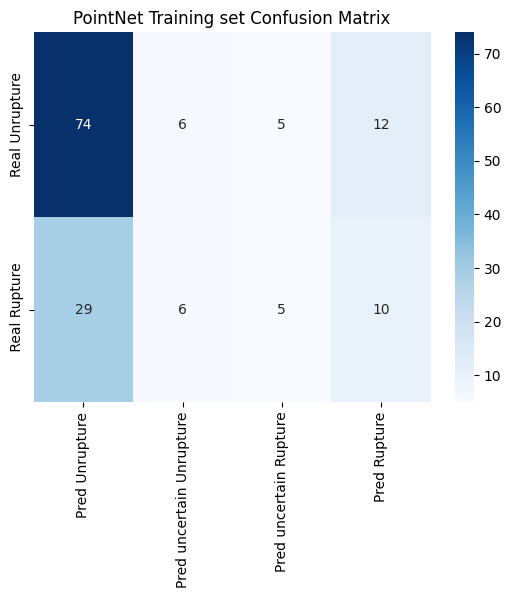 PointNet Training set Confusion Matrix
Real Unrupture
74
6
5
12
Real Rupture
29
6
5
10
Pred Unrupture
Pred uncertain Unrupture
Pred uncertain Rupture
Pred Rupture
70
60
50
40
30
20
10